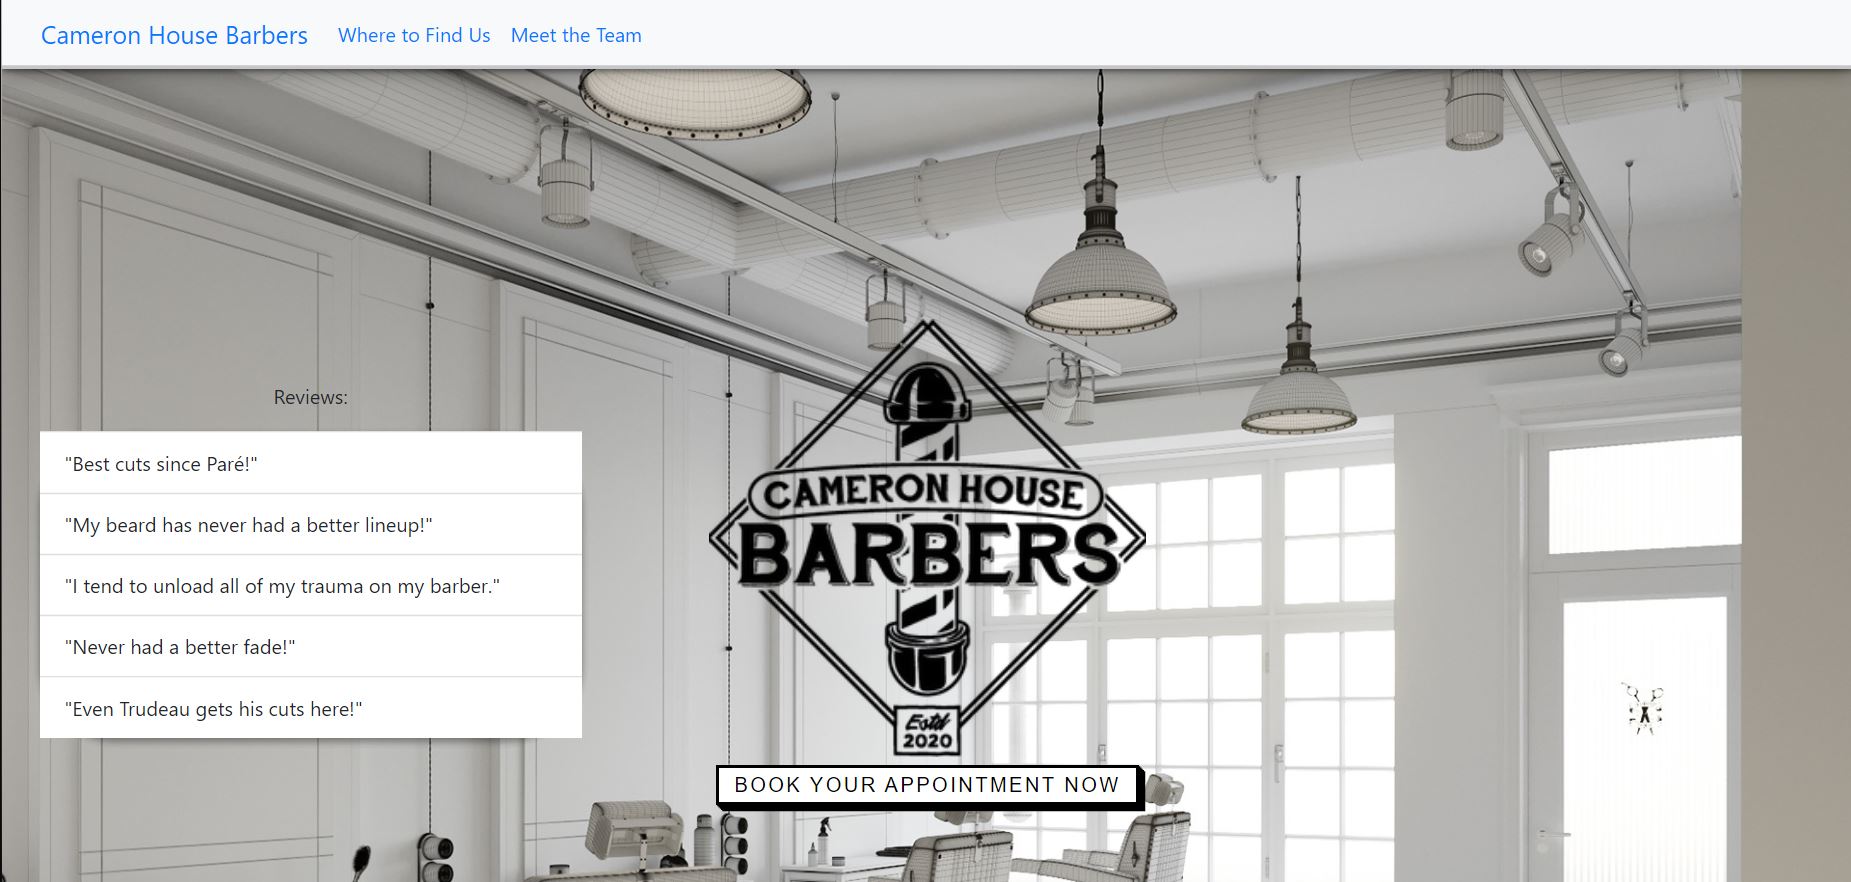 Cameron House Barbers Where to Find Us Meet the Team
Reviews:
"Best cuts since Paré!"
"My beard has never had a better lineup!"
"I tend to unload all of my trauma on my barber."
"Never had a better fade!"
"Even Trudeau gets his cuts here!"
CAMERON HOUSE
BARBERS
Estd
2020
BOOK YOUR APPOINTMENT NOW